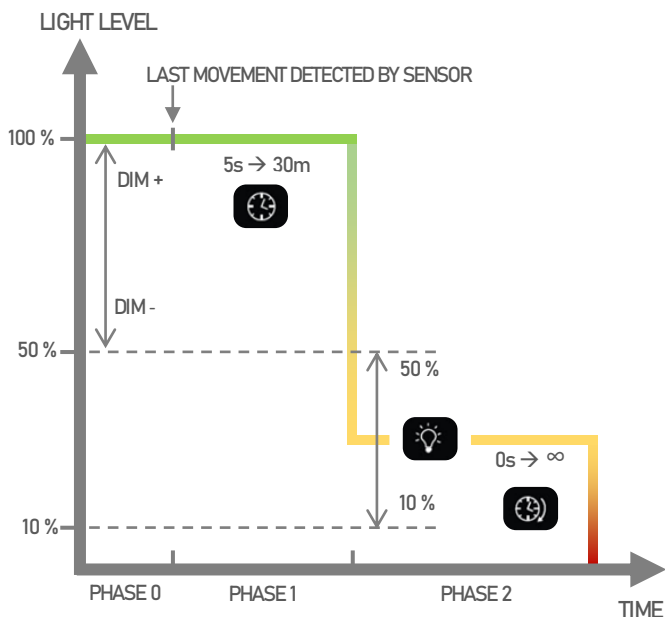 LIGHT LEVEL
LAST MOVEMENT DETECTED BY SENSOR
100 %
5s → 30m
DIM +
DIM -
50 %
50 %
0s → ∞
10 %
10 %
PHASE 0
PHASE 1
PHASE 2
TIME